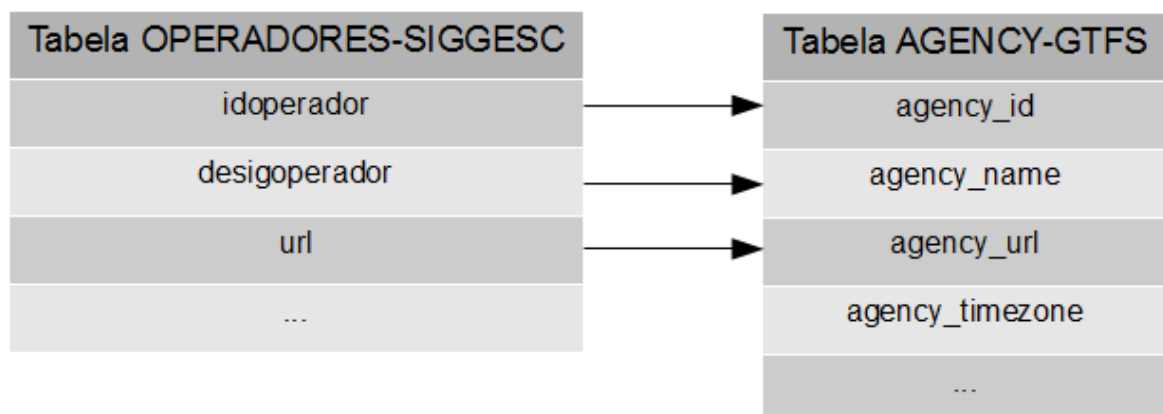 Tabela OPERADORES-SIGGESC
idoperador
desigoperador
url
...
Tabela AGENCY-GTFS
agency_id
agency_name
agency_url
agency_timezone
...